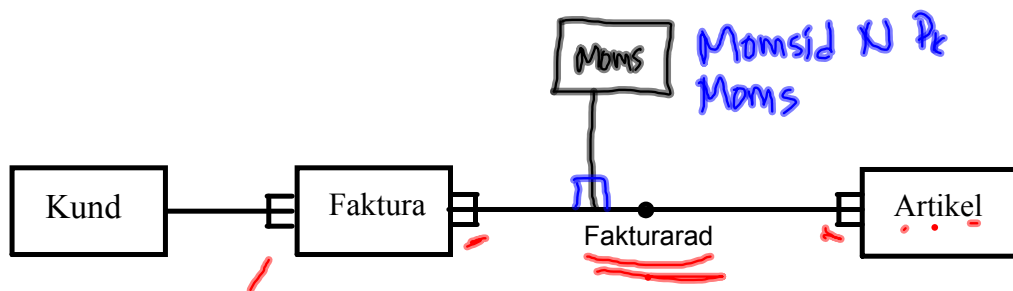 Moms
Momsid N Pk
Moms
Kund
Faktura
Fakturarad
Artikel